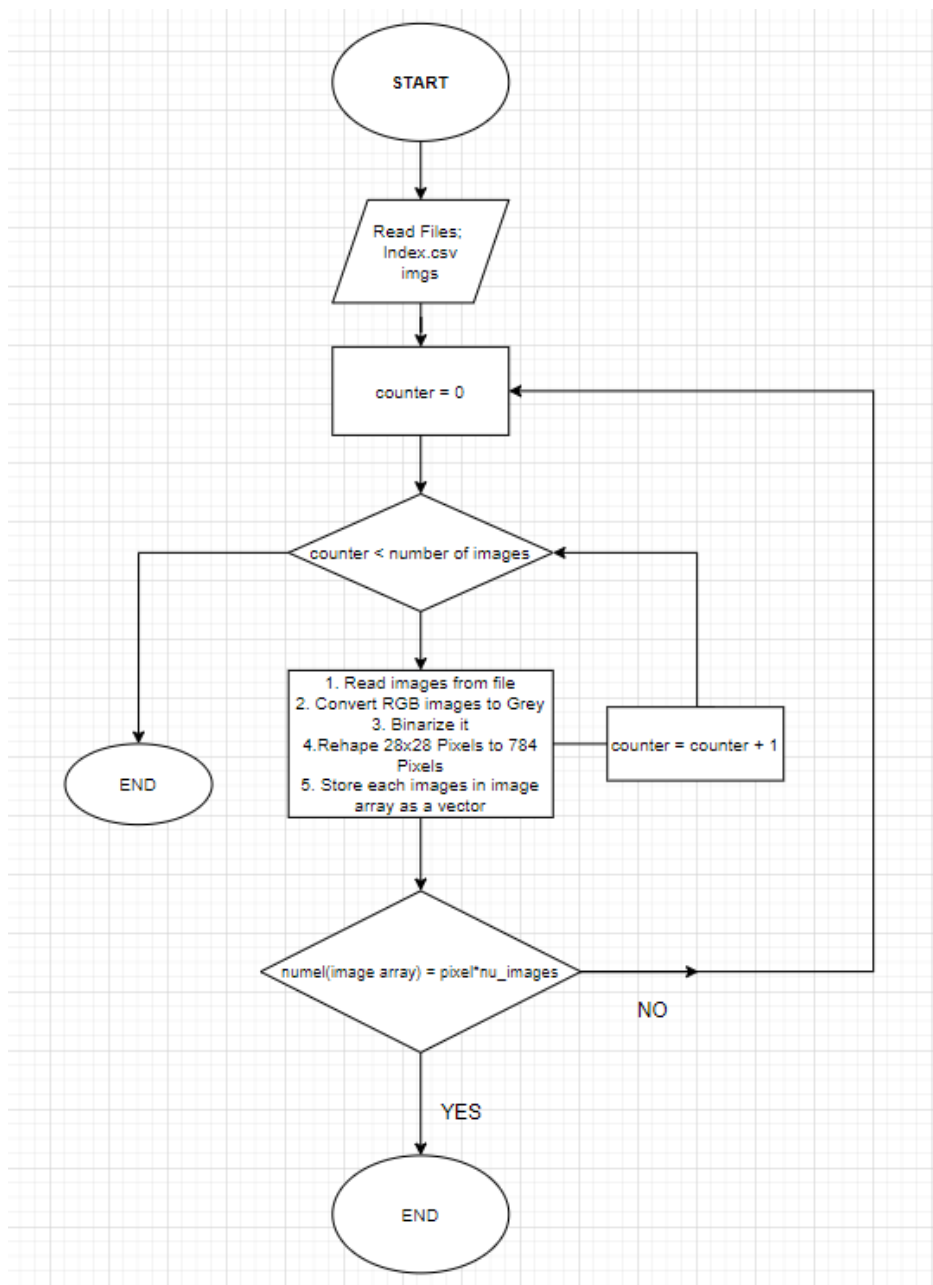 START
Read Files;
Index.csv
imgs
counter = 0
counter < number of images
1. Read images from file
2. Convert RGB images to Grey
3. Binarize it
4.Rehape 28x28 Pixels to 784
Pixels
5. Store each images in image
array as a vector
counter = counter + 1
END
numel(image array) = pixel*nu_images
NO
YES
END